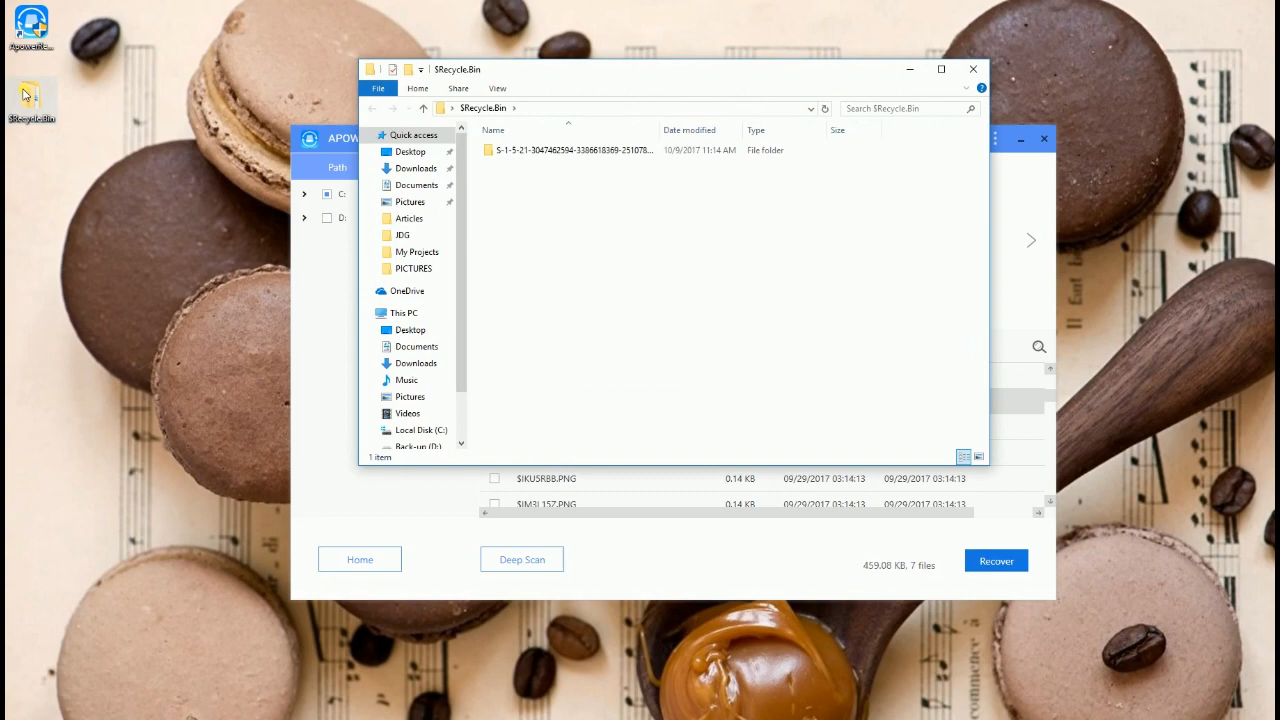 ApowerRe...
$Recycle.Bin
$Recycle.Bin
File Home Share View
$Recycle.Bin
Search $Recycle.Bin
Name Date modified Type Size
S-1-5-21-3047462594-3386618369-251078... 10/9/2017 11:14 AM File folder
Quick access
Desktop
Downloads
Documents
Pictures
Articles
JDG
My Projects
PICTURES
OneDrive
This PC
Desktop
Documents
Downloads
Music
Pictures
Videos
Local Disk (C:)
Back-up (D:)
1 item
APOW
Path
C:
D:
$IKU5RBB.PNG 0.14 KB 09/29/2017 03:14:13 09/29/2017 03:14:13
$IM3L15Z.PNG 0.14 KB 09/29/2017 03:14:13 09/29/2017 03:14:13
Home Deep Scan 459.08 KB, 7 files Recover
commence a